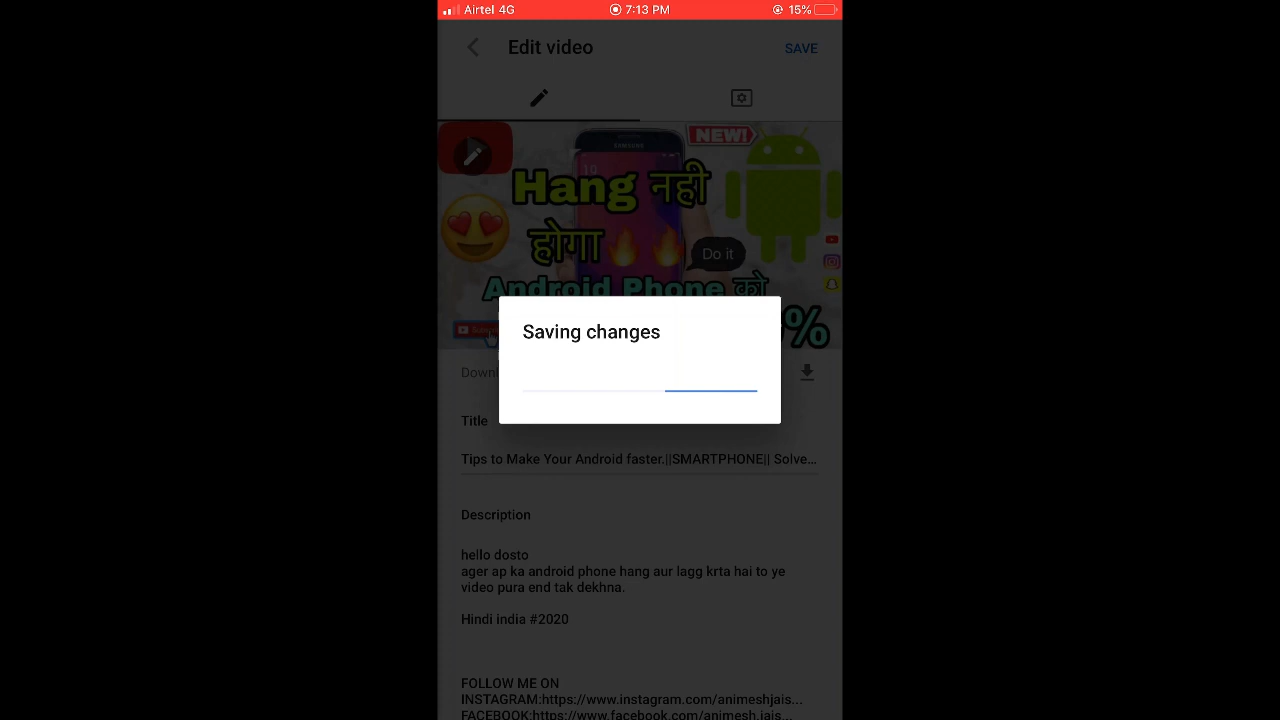 Airtel 4G 7:13 PM 15%
Edit video SAVE
NEW!
SAMSUNG
Hang नही
होगा
Do it
Android Phone को
%
Saving changes
Title
Tips to Make Your Android faster.||SMARTPHONE|| Solve...
Description
hello dosto
ager ap ka android phone hang aur lagg krta hai to ye
video pura end tak dekhna.
Hindi india #2020
FOLLOW ME ON
INSTAGRAM:https://www.instagram.com/animeshjais...
FACEBOOK:https://www.facebook.com/animesh.jais...